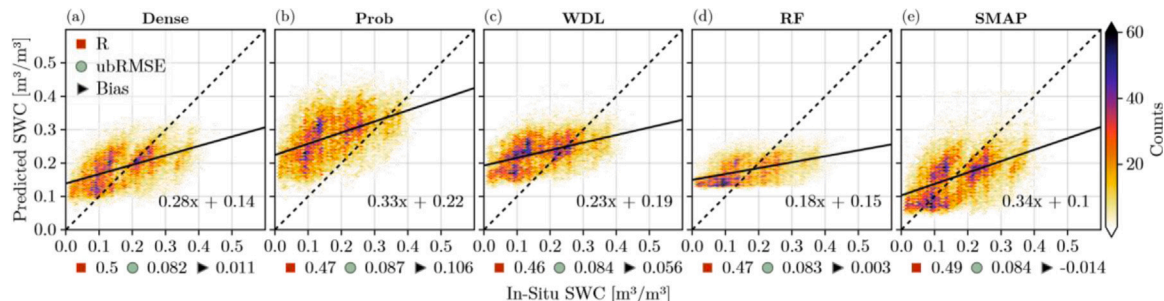 (a) Dense
(b) Prob
(c) WDL
(d) RF
(e) SMAP
R
ubRMSE
Bias
Predicted SWC [m³/m³]
0.5
0.4
0.3
0.2
0.1
0.0
0.28x + 0.14
0.33x + 0.22
0.23x + 0.19
0.18x + 0.15
0.34x + 0.1
60
40
20
Counts
0.0 0.1 0.2 0.3 0.4 0.5
0.0 0.1 0.2 0.3 0.4 0.5
0.0 0.1 0.2 0.3 0.4 0.5
0.0 0.1 0.2 0.3 0.4 0.5
0.0 0.1 0.2 0.3 0.4 0.5
0.5 0.082 0.011
0.47 0.087 0.106
0.46 0.084 0.056
0.47 0.083 0.003
0.49 0.084 -0.014
In-Situ SWC [m³/m³]